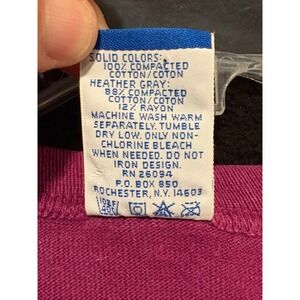 SOLID COLORS:
100% COMPACTED
COTTON/COTON
HEATHER GRAY:
88% COMPACTED
COTTON/COTON
12% RAYON
MACHINE WASH WARM
SEPARATELY. TUMBLE
DRY LOW. ONLY NON-
CHLORINE BLEACH
WHEN NEEDED. DO NOT
IRON DESIGN.
RN 26094
P.O. BOX 850
ROCHESTER, N.Y. 14603